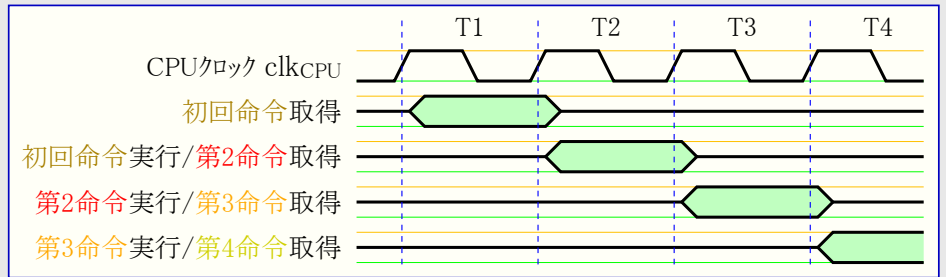 T1 T2 T3 T4
CPUクロック clkCPU
初回命令取得
初回命令実行/第2命令取得
第2命令実行/第3命令取得
第3命令実行/第4命令取得